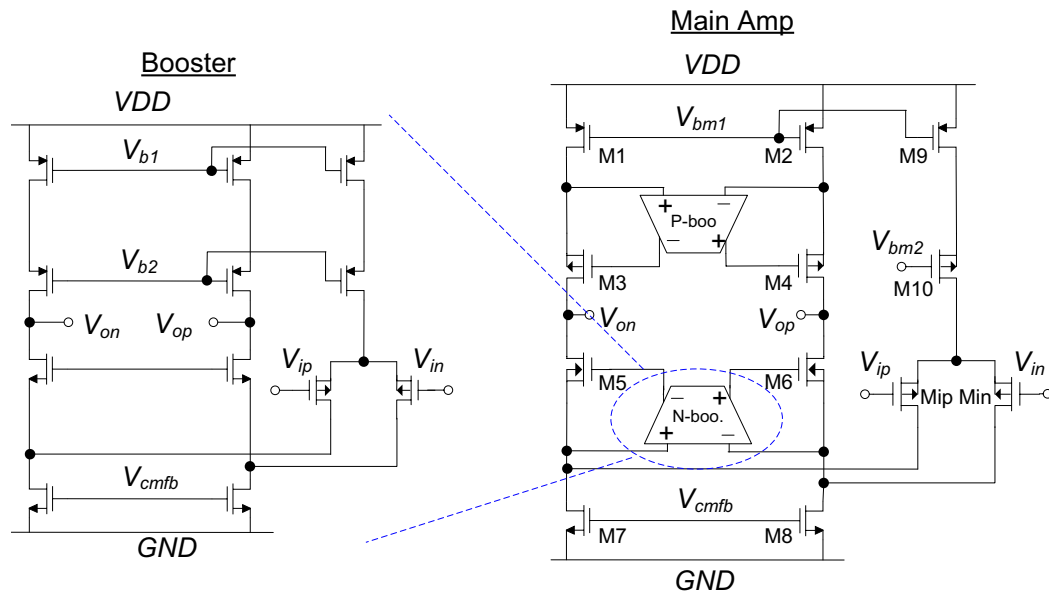 Main Amp
Booster
VDD
VDD
Vb1
Vbm1
M1
M2
M9
P-boo
+
−
−
+
Vb2
Vbm2
M3
M4
M10
Von
Vop
Von
Vop
Vip
Vin
M5
M6
Vip
Vin
Mip Min
N-boo.
−
+
+
−
Vcmfb
Vcmfb
M7
M8
GND
GND